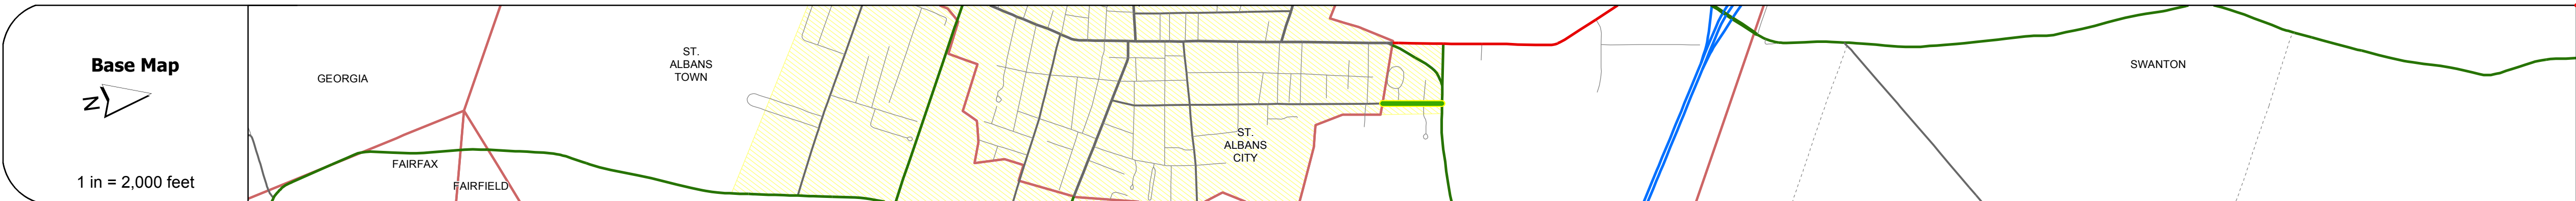 Base Map
N
1 in = 2,000 feet
GEORGIA
FAIRFAX
FAIRFIELD
ST.
ALBANS
TOWN
ST.
ALBANS
CITY
SWANTON